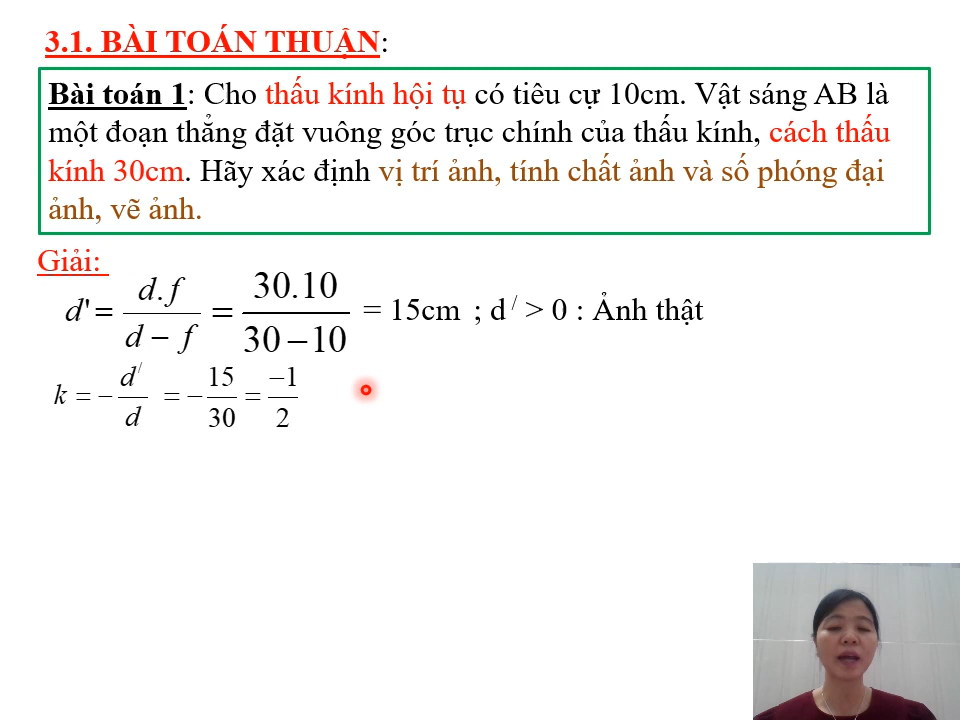 3.1. BÀI TOÁN THUẬN:
Bài toán 1: Cho thấu kính hội tụ có tiêu cự 10cm. Vật sáng AB là
một đoạn thẳng đặt vuông góc trục chính của thấu kính, cách thấu
kính 30cm. Hãy xác định vị trí ảnh, tính chất ảnh và số phóng đại
ảnh, vẽ ảnh.
Giải:
d' = d.f / (d − f) = 30.10 / (30 − 10) = 15cm ; d/ > 0 : Ảnh thật
k = − d/ / d = − 15 / 30 = −1 / 2